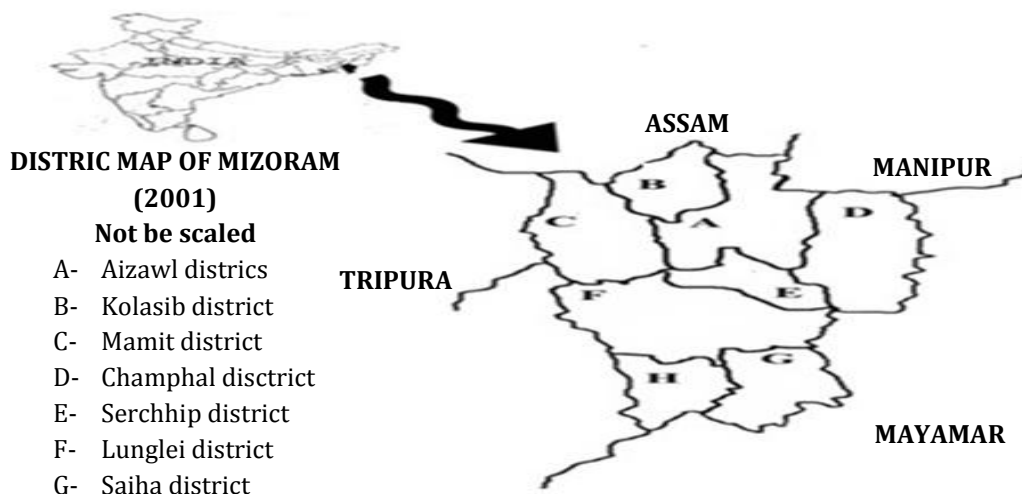 INDIA
ASSAM
DISTRIC MAP OF MIZORAM
(2001)
Not be scaled
MANIPUR
A- Aizawl districs
B- Kolasib district
C- Mamit district
D- Champhal disctrict
E- Serchhip district
F- Lunglei district
G- Saiha district
TRIPURA
B
C
A
D
F
E
G
H
MAYAMAR